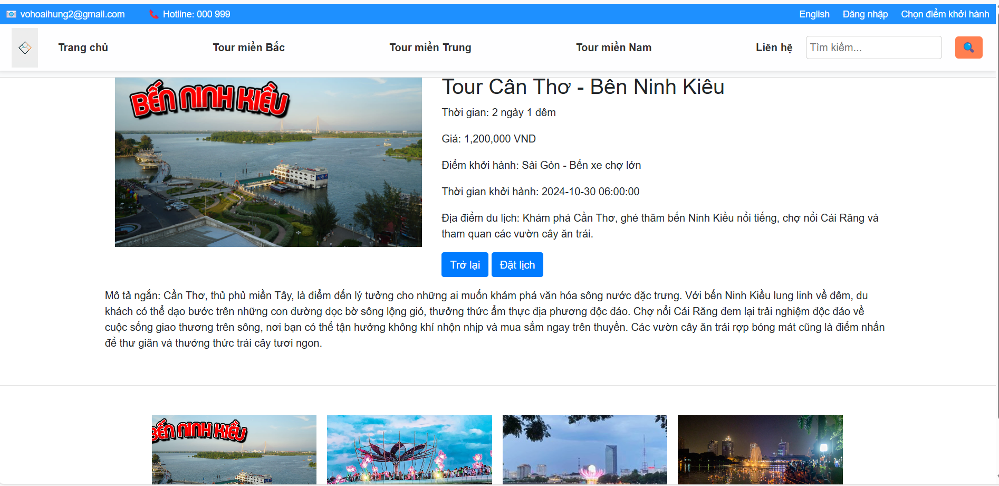 vohoaihung2@gmail.com
Hotline: 000 999
English
Đăng nhập
Chọn điểm khởi hành
Trang chủ
Tour miền Bắc
Tour miền Trung
Tour miền Nam
Liên hệ
Tìm kiếm...
BẾN NINH KIỀU
Tour Cần Thơ - Bến Ninh Kiều
Thời gian: 2 ngày 1 đêm
Giá: 1,200,000 VND
Điểm khởi hành: Sài Gòn - Bến xe chợ lớn
Thời gian khởi hành: 2024-10-30 06:00:00
Địa điểm du lịch: Khám phá Cần Thơ, ghé thăm bến Ninh Kiều nổi tiếng, chợ nổi Cái Răng và
tham quan các vườn cây ăn trái.
Trở lại
Đặt lịch
Mô tả ngắn: Cần Thơ, thủ phủ miền Tây, là điểm đến lý tưởng cho những ai muốn khám phá văn hóa sông nước đặc trưng. Với bến Ninh Kiều lung linh về đêm, du
khách có thể dạo bước trên những con đường dọc bờ sông lộng gió, thưởng thức ẩm thực địa phương độc đáo. Chợ nổi Cái Răng đem lại trải nghiệm độc đáo về
cuộc sống giao thương trên sông, nơi bạn có thể tận hưởng không khí nhộn nhịp và mua sắm ngay trên thuyền. Các vườn cây ăn trái rợp bóng mát cũng là điểm nhấn
để thư giãn và thưởng thức trái cây tươi ngon.
BẾN NINH KIỀU